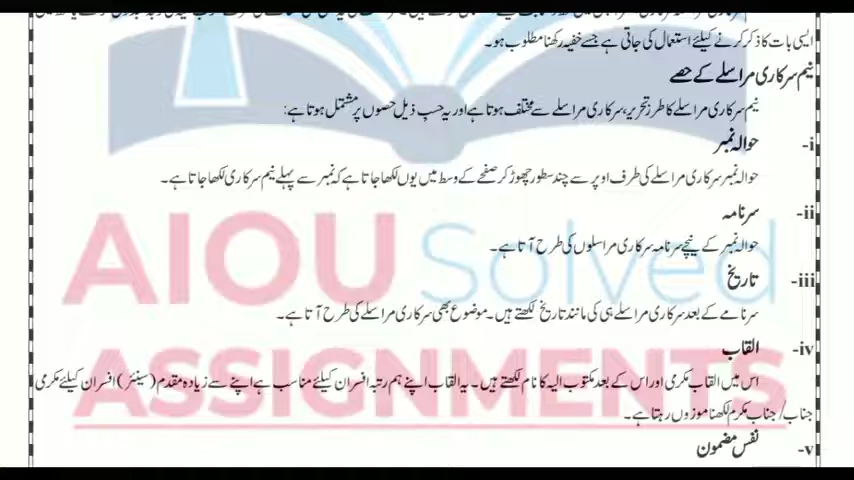 ایسی بات کا ذکر کرنے کیلئے استعمال کی جاتی ہے جسے خفیہ رکھنا مطلوب ہو۔
نیم سرکاری مراسلے کے حصے
نیم سرکاری مراسلے کا طرز تحریر، سرکاری مراسلے سے مختلف ہوتا ہے اور یہ حسب ذیل حصوں پر مشتمل ہوتا ہے:
-i حوالہ نمبر
حوالہ نمبر سرکاری مراسلے کی طرف اوپر سے چند سطور چھوڑ کر صفحے کے وسط میں یوں لکھا جاتا ہے کہ نمبر سے پہلے نیم سرکاری لکھا جاتا ہے۔
-ii سرنامہ
حوالہ نمبر کے نیچے سرنامہ سرکاری مراسلوں کی طرح آتا ہے۔
-iii تاریخ
سرنامے کے بعد سرکاری مراسلے ہی کی مانند تاریخ لکھتے ہیں۔ موضوع بھی سرکاری مراسلے کی طرح آتا ہے۔
-iv القاب
اس میں القاب مکرمی اور اس کے بعد مکتوب الیہ کا نام لکھتے ہیں۔ یہ القاب اپنے ہم رتبہ افسران کیلئے مناسب ہے اپنے سے زیادہ مقدم (سینئر) افسران کیلئے مکرمی
جناب/ جناب مکرم لکھنا موزوں رہتا ہے۔
-v نفس مضمون
AIOU Solved
ASSIGNMENTS